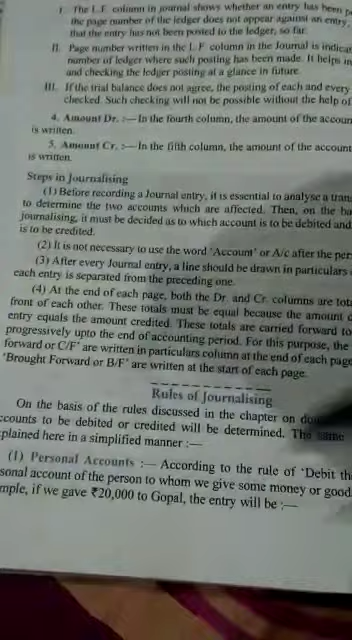 I. The L.F. column in journal shows whether an entry has been
the page number of the ledger does not appear against an entry,
that the entry has not been posted to the ledger, so far.
II. Page number written in the L.F. column in the Journal is
number of ledger where such posting has been made. It helps in
and checking the ledger posting at a glance in future.
III. If the trial balance does not agree, the posting of each and every
checked. Such checking will not be possible without the help of
4. Amount Dr. :— In the fourth column, the amount of the
is written.
5. Amount Cr. :— In the fifth column, the amount of the account
is written.
Steps in Journalising
(1) Before recording a Journal entry, it is essential to analyse a
to determine the two accounts which are affected. Then, on the
journalising, it must be decided as to which account is to be debited and
is to be credited.
(2) It is not necessary to use the word 'Account' or A/c after the
(3) After every Journal entry, a line should be drawn in particulars
each entry is separated from the preceding one.
(4) At the end of each page, both the Dr. and Cr. columns are
front of each other. These totals must be equal because the amount
entry equals the amount credited. These totals are carried forward to
progressively upto the end of accounting period. For this purpose, the
forward or C/F' are written in particulars column at the end of each page
'Brought Forward or B/F' are written at the start of each page.
Rules of Journalising
On the basis of the rules discussed in the chapter on
to be debited or credited will be determined. The same
plained here in a simplified manner :—
(1) Personal Accounts :— According to the rule of 'Debit
sonal account of the person to whom we give some money or good
mple, if we gave ₹20,000 to Gopal, the entry will be :—